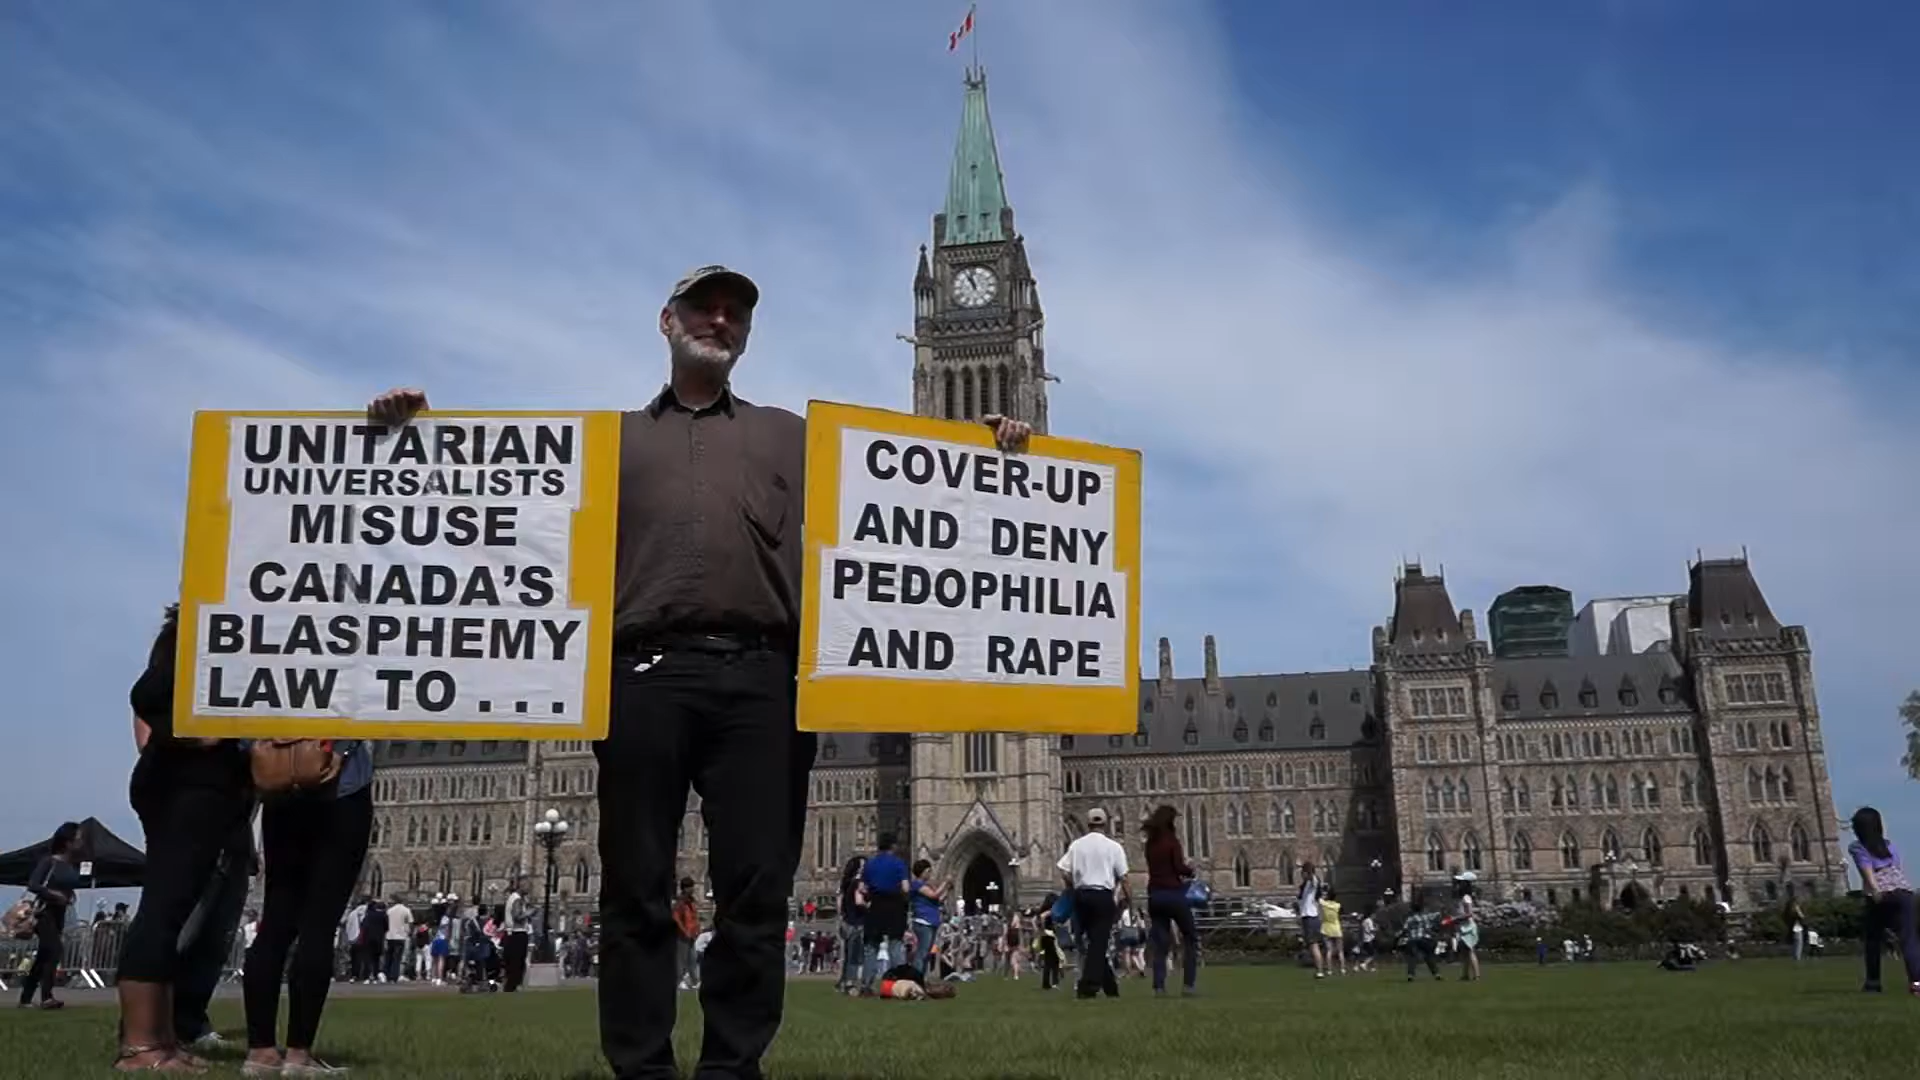 UNITARIAN
UNIVERSALISTS
MISUSE
CANADA'S
BLASPHEMY
LAW TO . . .
COVER-UP
AND DENY
PEDOPHILIA
AND RAPE